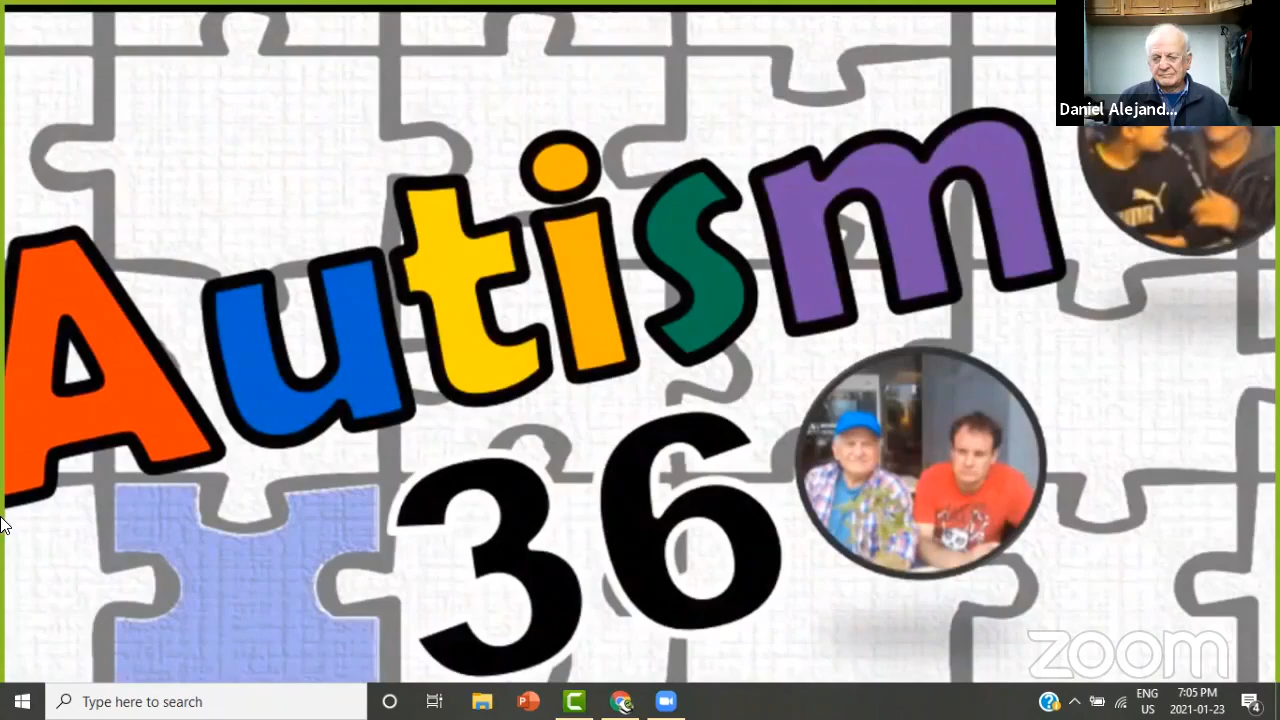 Daniel Alejand...
Autism
36
PUMA
zoom
Type here to search
ENG
US
7:05 PM
2021-01-23
4